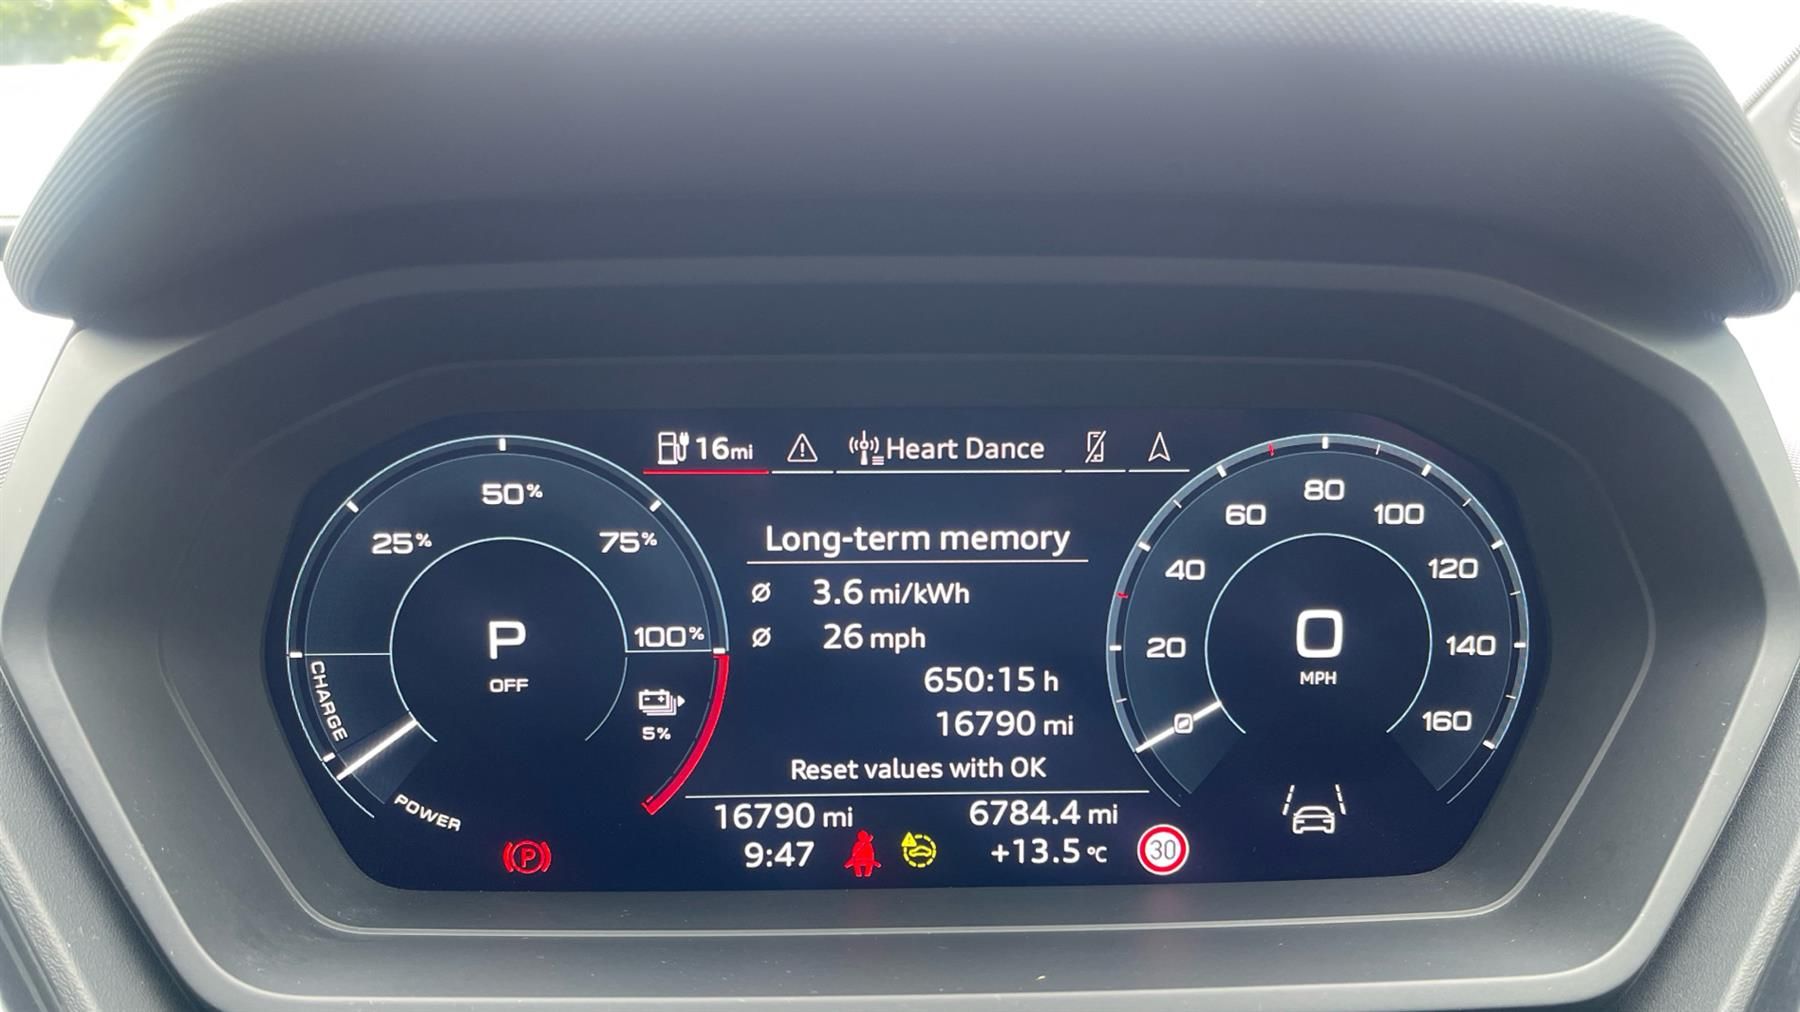 16mi Heart Dance
25%
50%
75%
100%
CHARGE
POWER
P
OFF
5%
Long-term memory
Ø 3.6 mi/kWh
Ø 26 mph
650:15 h
16790 mi
Reset values with OK
16790 mi 6784.4 mi
9:47 +13.5 °C
30
(P)
0
20
40
60
80
100
120
140
160
0
MPH